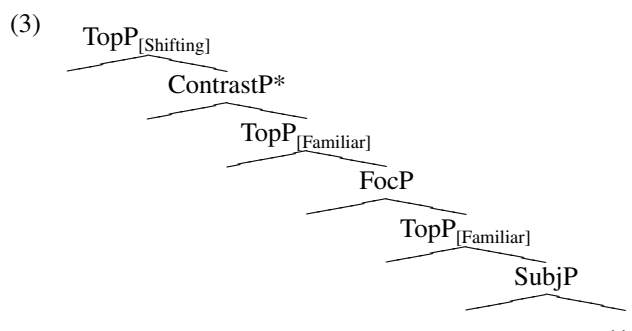 (3)
TopP[Shifting]
ContrastP*
TopP[Familiar]
FocP
TopP[Familiar]
SubjP